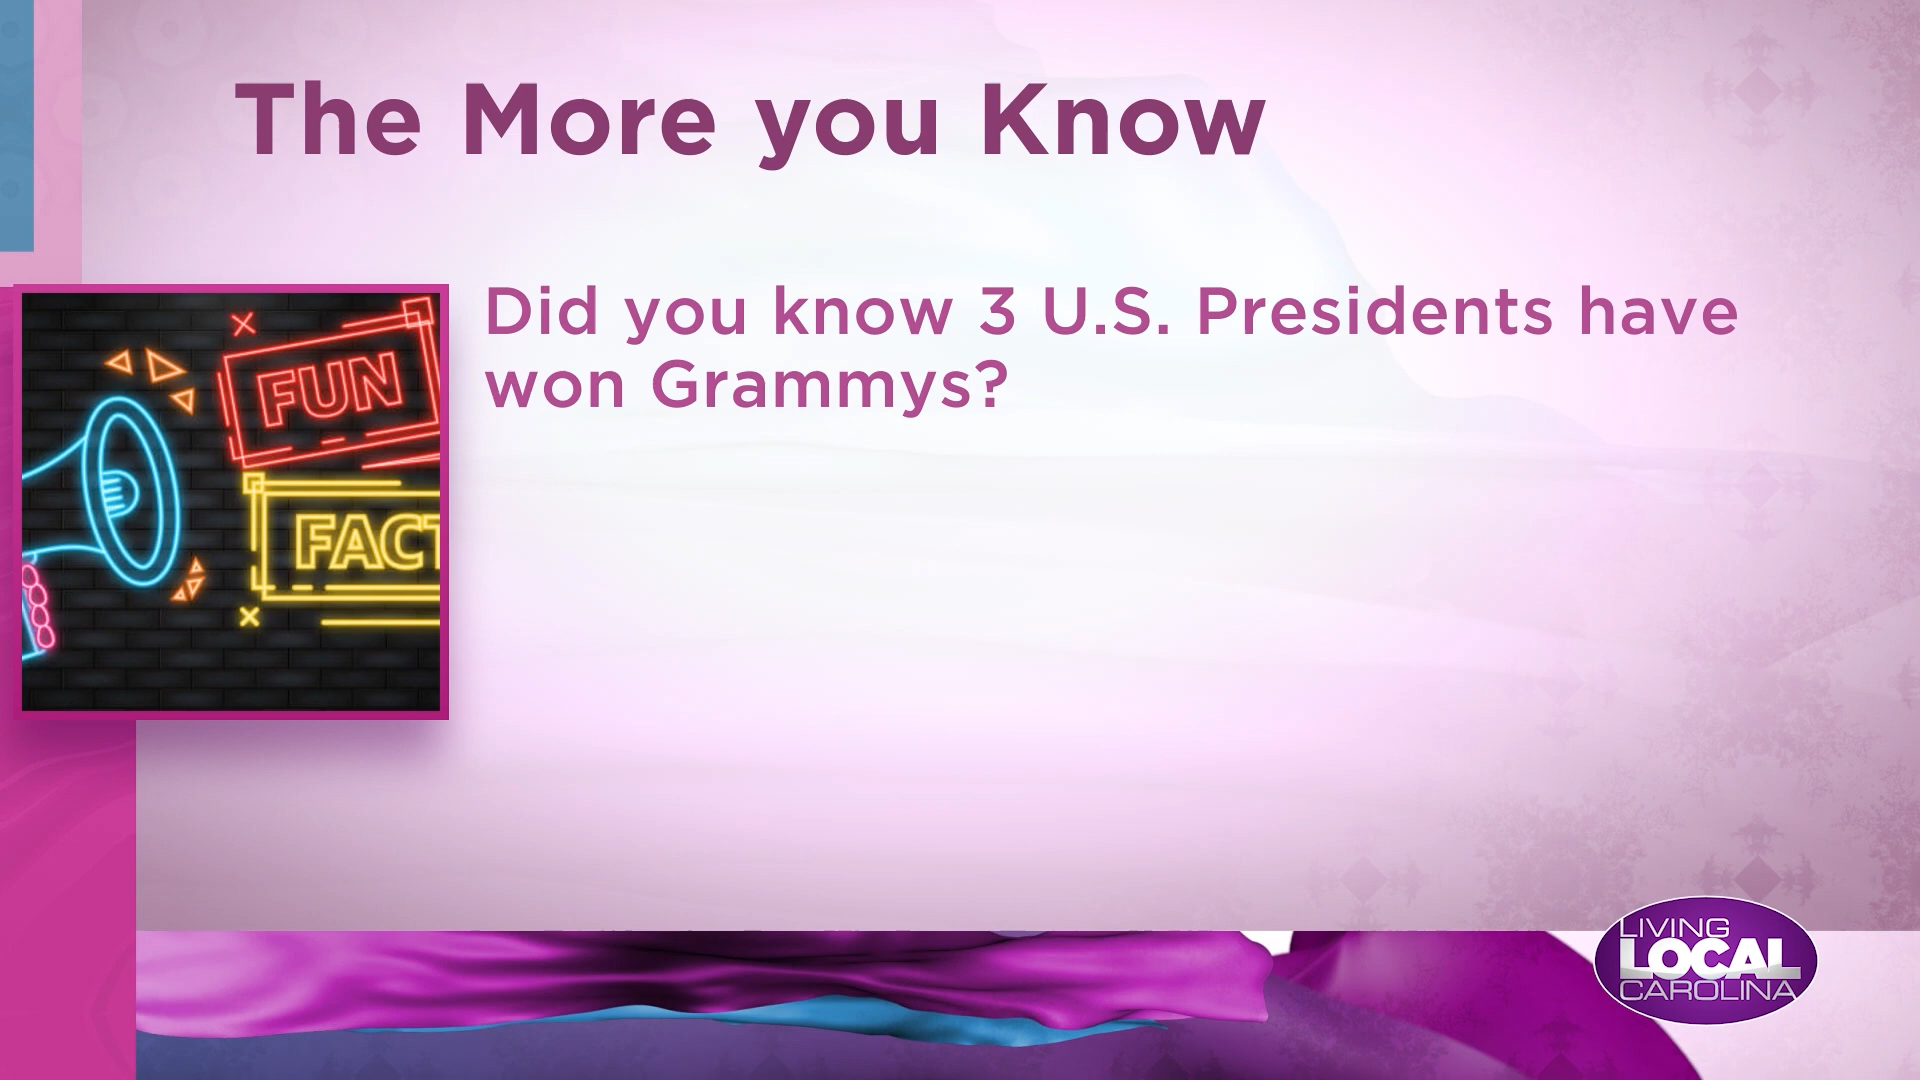 The More you Know
Did you know 3 U.S. Presidents have
won Grammys?
FUN
FACT
LIVING
LOCAL
CAROLINA